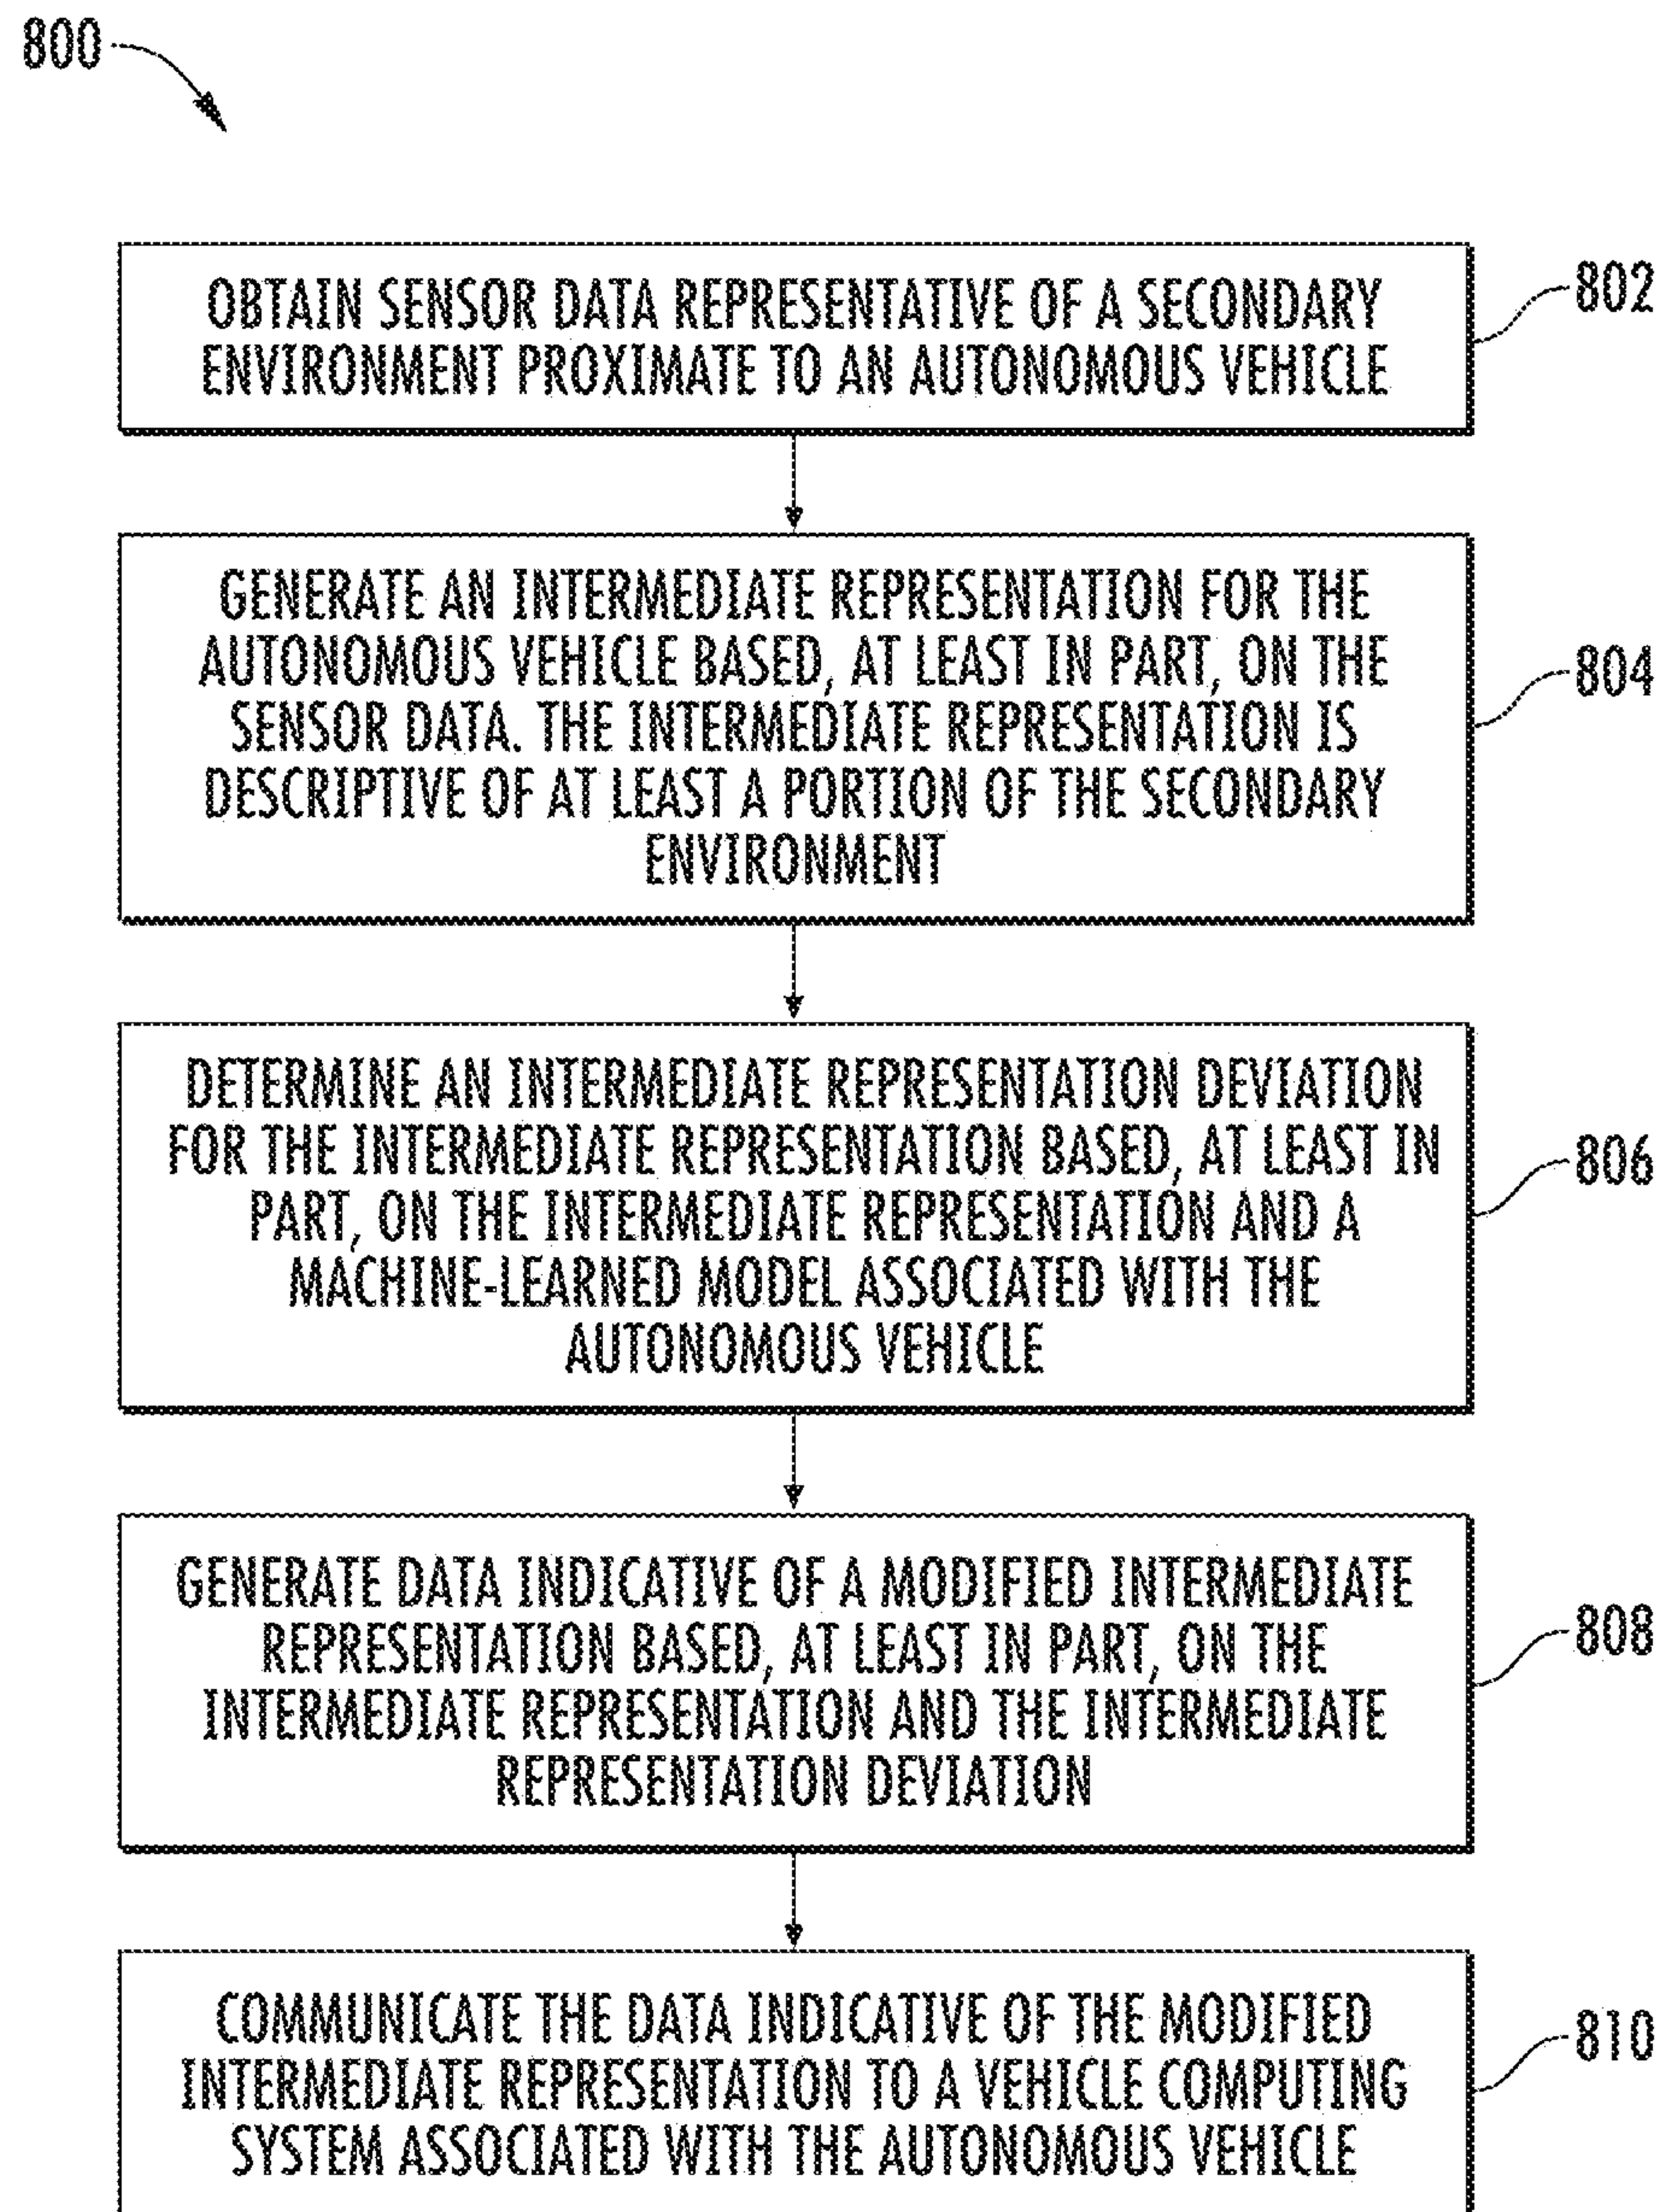 800
OBTAIN SENSOR DATA REPRESENTATIVE OF A SECONDARY
ENVIRONMENT PROXIMATE TO AN AUTONOMOUS VEHICLE
802
GENERATE AN INTERMEDIATE REPRESENTATION FOR THE
AUTONOMOUS VEHICLE BASED, AT LEAST IN PART, ON THE
SENSOR DATA. THE INTERMEDIATE REPRESENTATION IS
DESCRIPTIVE OF AT LEAST A PORTION OF THE SECONDARY
ENVIRONMENT
804
DETERMINE AN INTERMEDIATE REPRESENTATION DEVIATION
FOR THE INTERMEDIATE REPRESENTATION BASED, AT LEAST IN
PART, ON THE INTERMEDIATE REPRESENTATION AND A
MACHINE-LEARNED MODEL ASSOCIATED WITH THE
AUTONOMOUS VEHICLE
806
GENERATE DATA INDICATIVE OF A MODIFIED INTERMEDIATE
REPRESENTATION BASED, AT LEAST IN PART, ON THE
INTERMEDIATE REPRESENTATION AND THE INTERMEDIATE
REPRESENTATION DEVIATION
808
COMMUNICATE THE DATA INDICATIVE OF THE MODIFIED
INTERMEDIATE REPRESENTATION TO A VEHICLE COMPUTING
SYSTEM ASSOCIATED WITH THE AUTONOMOUS VEHICLE
810